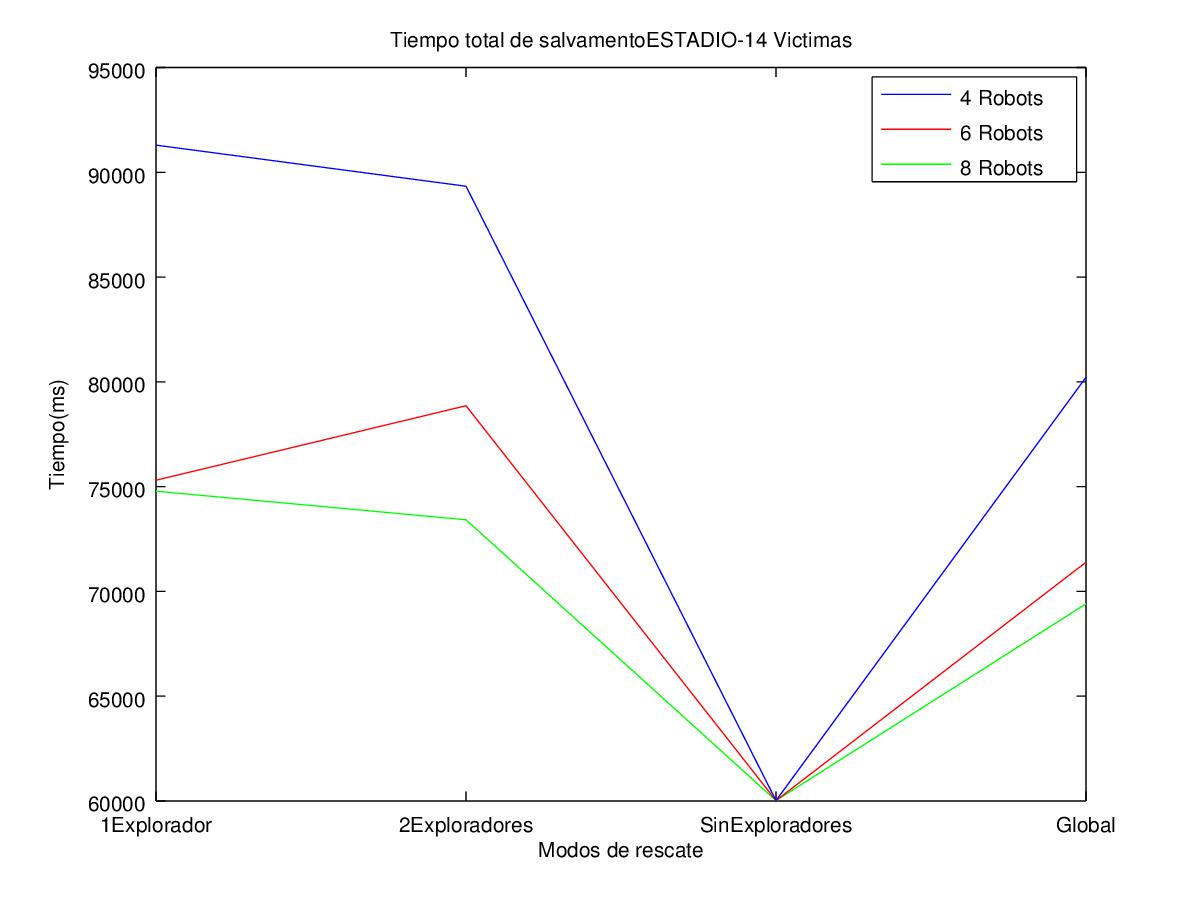 Tiempo total de salvamentoESTADIO-14 Victimas
95000
90000
85000
80000
75000
70000
65000
60000
Tiempo(ms)
4 Robots
6 Robots
8 Robots
1Explorador
2Exploradores
SinExploradores
Global
Modos de rescate